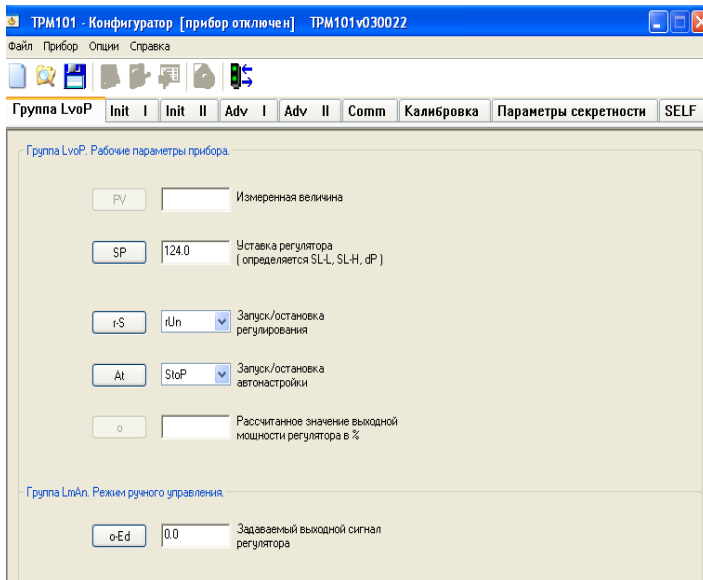 ТРМ101 - Конфигуратор [прибор отключен] ТРМ101v030022
Файл Прибор Опции Справка
Группа LvoP Init I Init II Adv I Adv II Comm Калибровка Параметры секретности SELF
Группа LvoP. Рабочие параметры прибора.
PV Измеренная величина
SP 124.0 Уставка регулятора
( определяется SL-L, SL-H, dP )
r-S rUn Запуск/остановка
регулирования
At StoP Запуск/остановка
автонастройки
o Рассчитанное значение выходной
мощности регулятора в %
Группа LmAn. Режим ручного управления.
o-Ed 0.0 Задаваемый выходной сигнал
регулятора